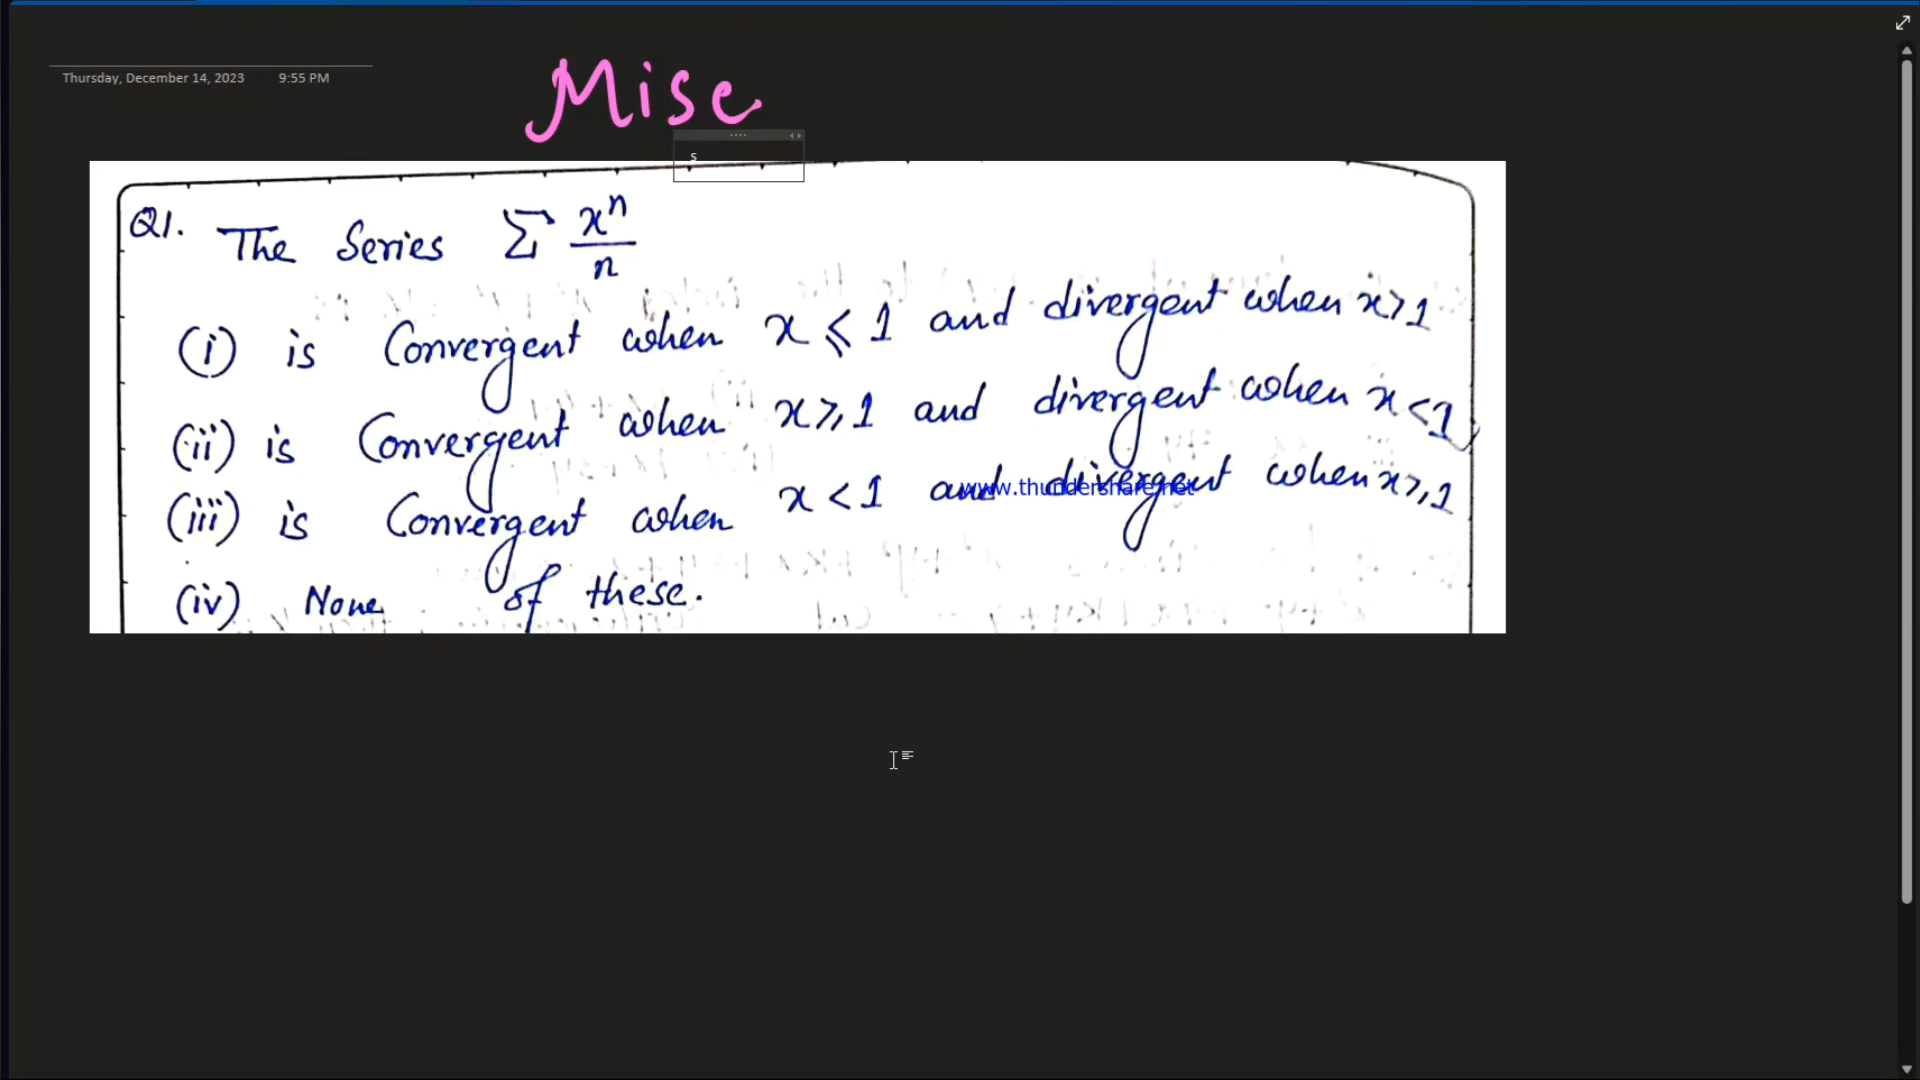 Thursday, December 14, 2023 9:55 PM
Misc
s
Q1. The Series Σ xⁿ/n
(i) is Convergent when x ⩽ 1 and divergent when x>1
(ii) is Convergent when x⩾1 and divergent when x<1
(iii) is Convergent when x<1 and divergent when x⩾1
www.thundershare.net
(iv) None of these.